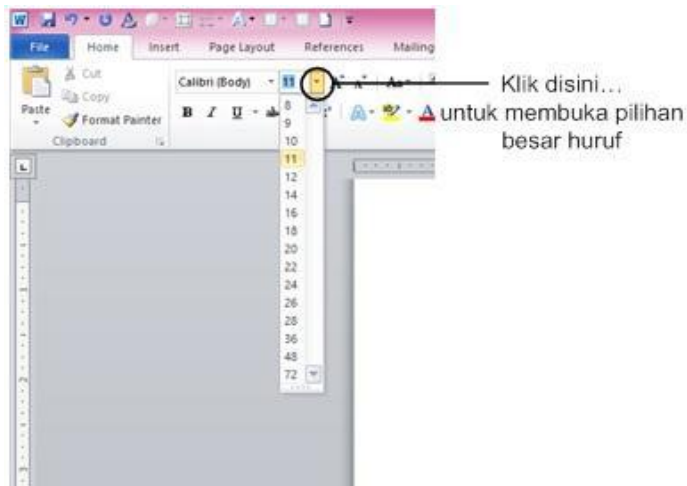 File Home Insert Page Layout References Mailing
Cut
Calibri (Body) 11
Copy
Paste
Format Painter
B I U
Clipboard
8
9
10
11
12
14
16
18
20
22
24
26
28
36
48
72
Klik disini...
untuk membuka pilihan
besar huruf